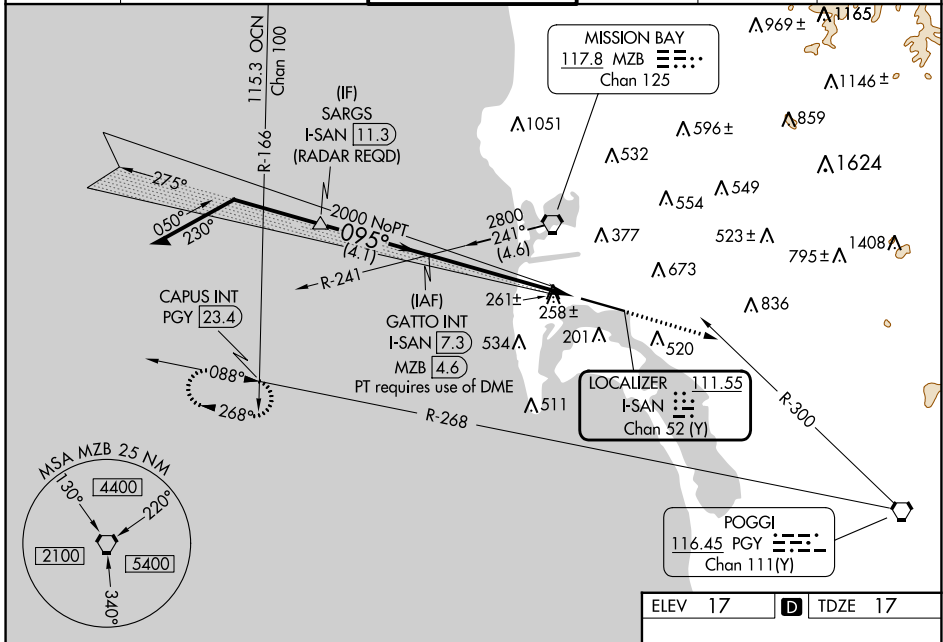 MISSION BAY
117.8 MZB
Chan 125
115.3 OCN
Chan 100
R-166
(IF)
SARGS
I-SAN 11.3
(RADAR REQD)
969 ±
1165
1146 ±
1051
596 ±
859
532
1624
554
549
377
523 ±
795 ±
1408
673
836
275°
050°
230°
2000 NoPT
095°
(4.1)
2800
241°
(4.6)
R-241
261±
258 ±
534
201
520
511
CAPUS INT
PGY 23.4
(IAF)
GATTO INT
I-SAN 7.3
MZB 4.6
PT requires use of DME
088°
268°
R-268
LOCALIZER 111.55
I-SAN
Chan 52 (Y)
R-300
MSA MZB 25 NM
130°
4400
220°
2100
5400
340°
POGGI
116.45 PGY
Chan 111(Y)
ELEV 17 D TDZE 17